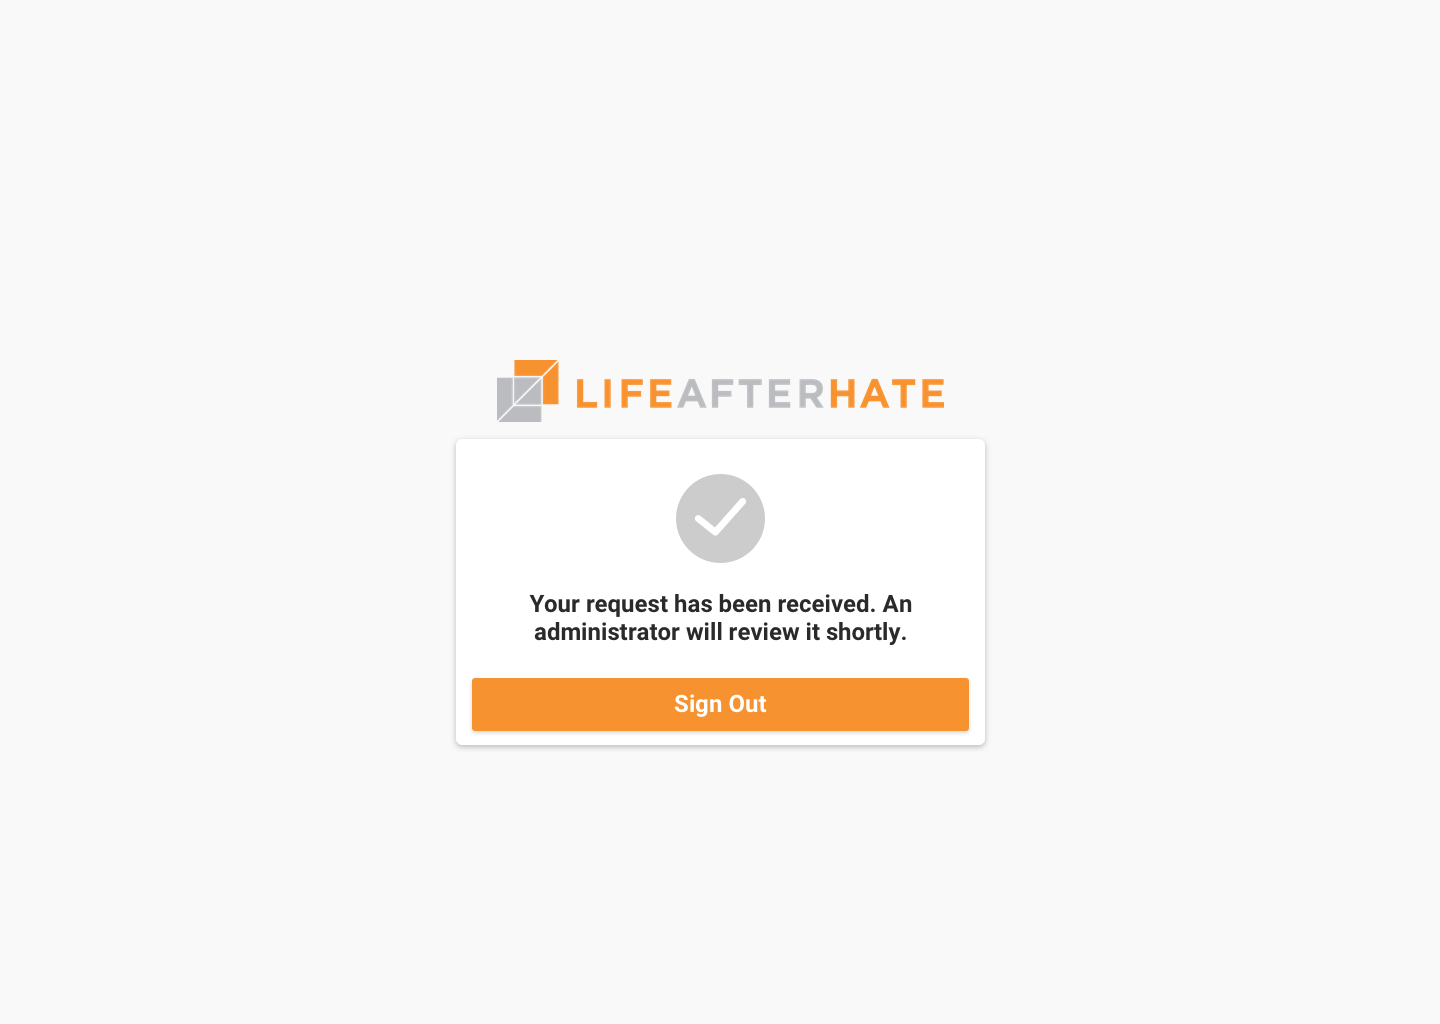 LIFEAFTERHATE
Your request has been received. An
administrator will review it shortly.
Sign Out